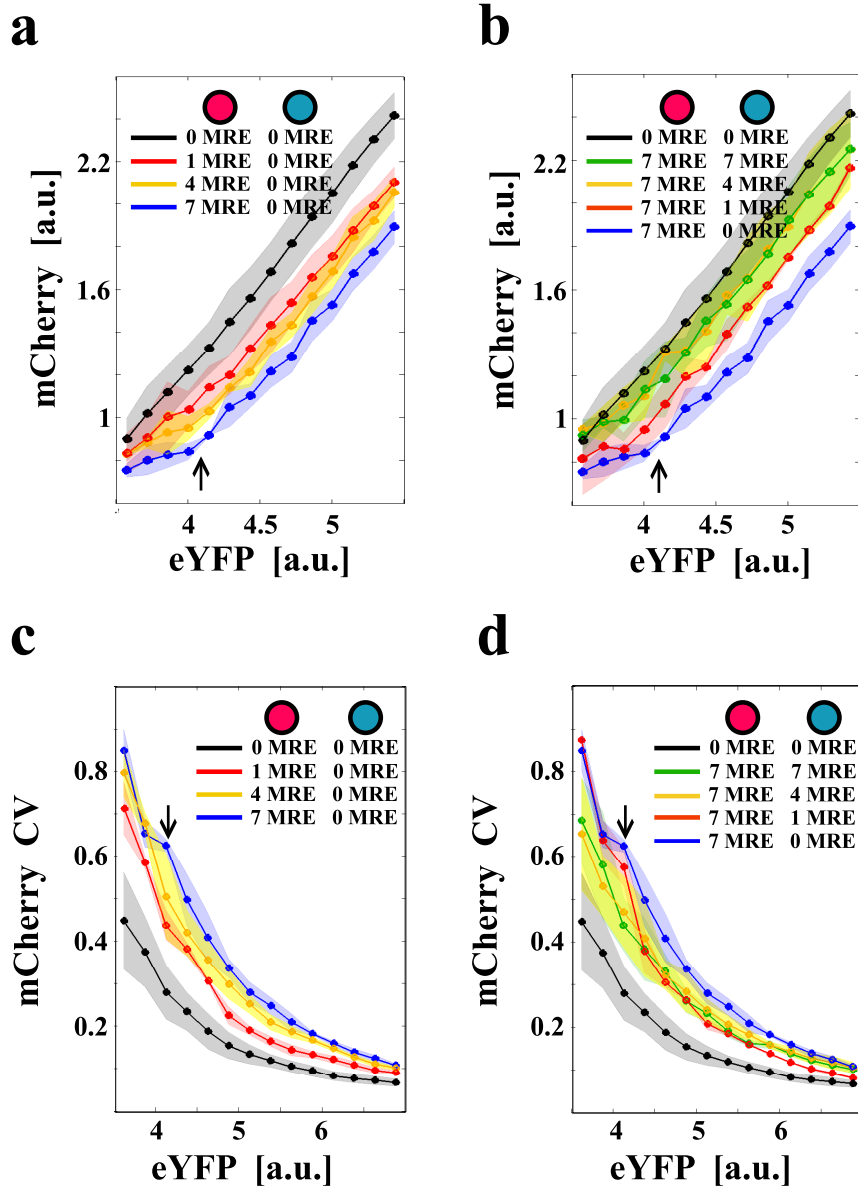 a
mCherry [a.u.]
2.2
1.6
1
0 MRE 0 MRE
1 MRE 0 MRE
4 MRE 0 MRE
7 MRE 0 MRE
4 4.5 5
eYFP [a.u.]
b
mCherry [a.u.]
2.2
1.6
1
0 MRE 0 MRE
7 MRE 7 MRE
7 MRE 4 MRE
7 MRE 1 MRE
7 MRE 0 MRE
4 4.5 5
eYFP [a.u.]
c
mCherry CV
0.8
0.6
0.4
0.2
0 MRE 0 MRE
1 MRE 0 MRE
4 MRE 0 MRE
7 MRE 0 MRE
4 5 6
eYFP [a.u.]
d
mCherry CV
0.8
0.6
0.4
0.2
0 MRE 0 MRE
7 MRE 7 MRE
7 MRE 4 MRE
7 MRE 1 MRE
7 MRE 0 MRE
4 5 6
eYFP [a.u.]